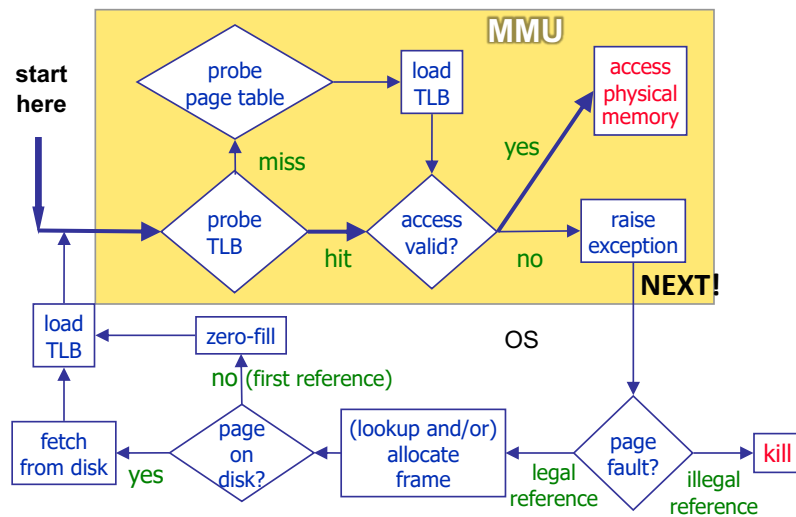 MMU
start
here
probe
page table
load
TLB
access
physical
memory
miss
yes
probe
TLB
hit
access
valid?
no
raise
exception
NEXT!
load
TLB
zero-fill
OS
no (first reference)
fetch
from disk
yes
page
on
disk?
(lookup and/or)
allocate
frame
legal
reference
page
fault?
illegal
reference
kill